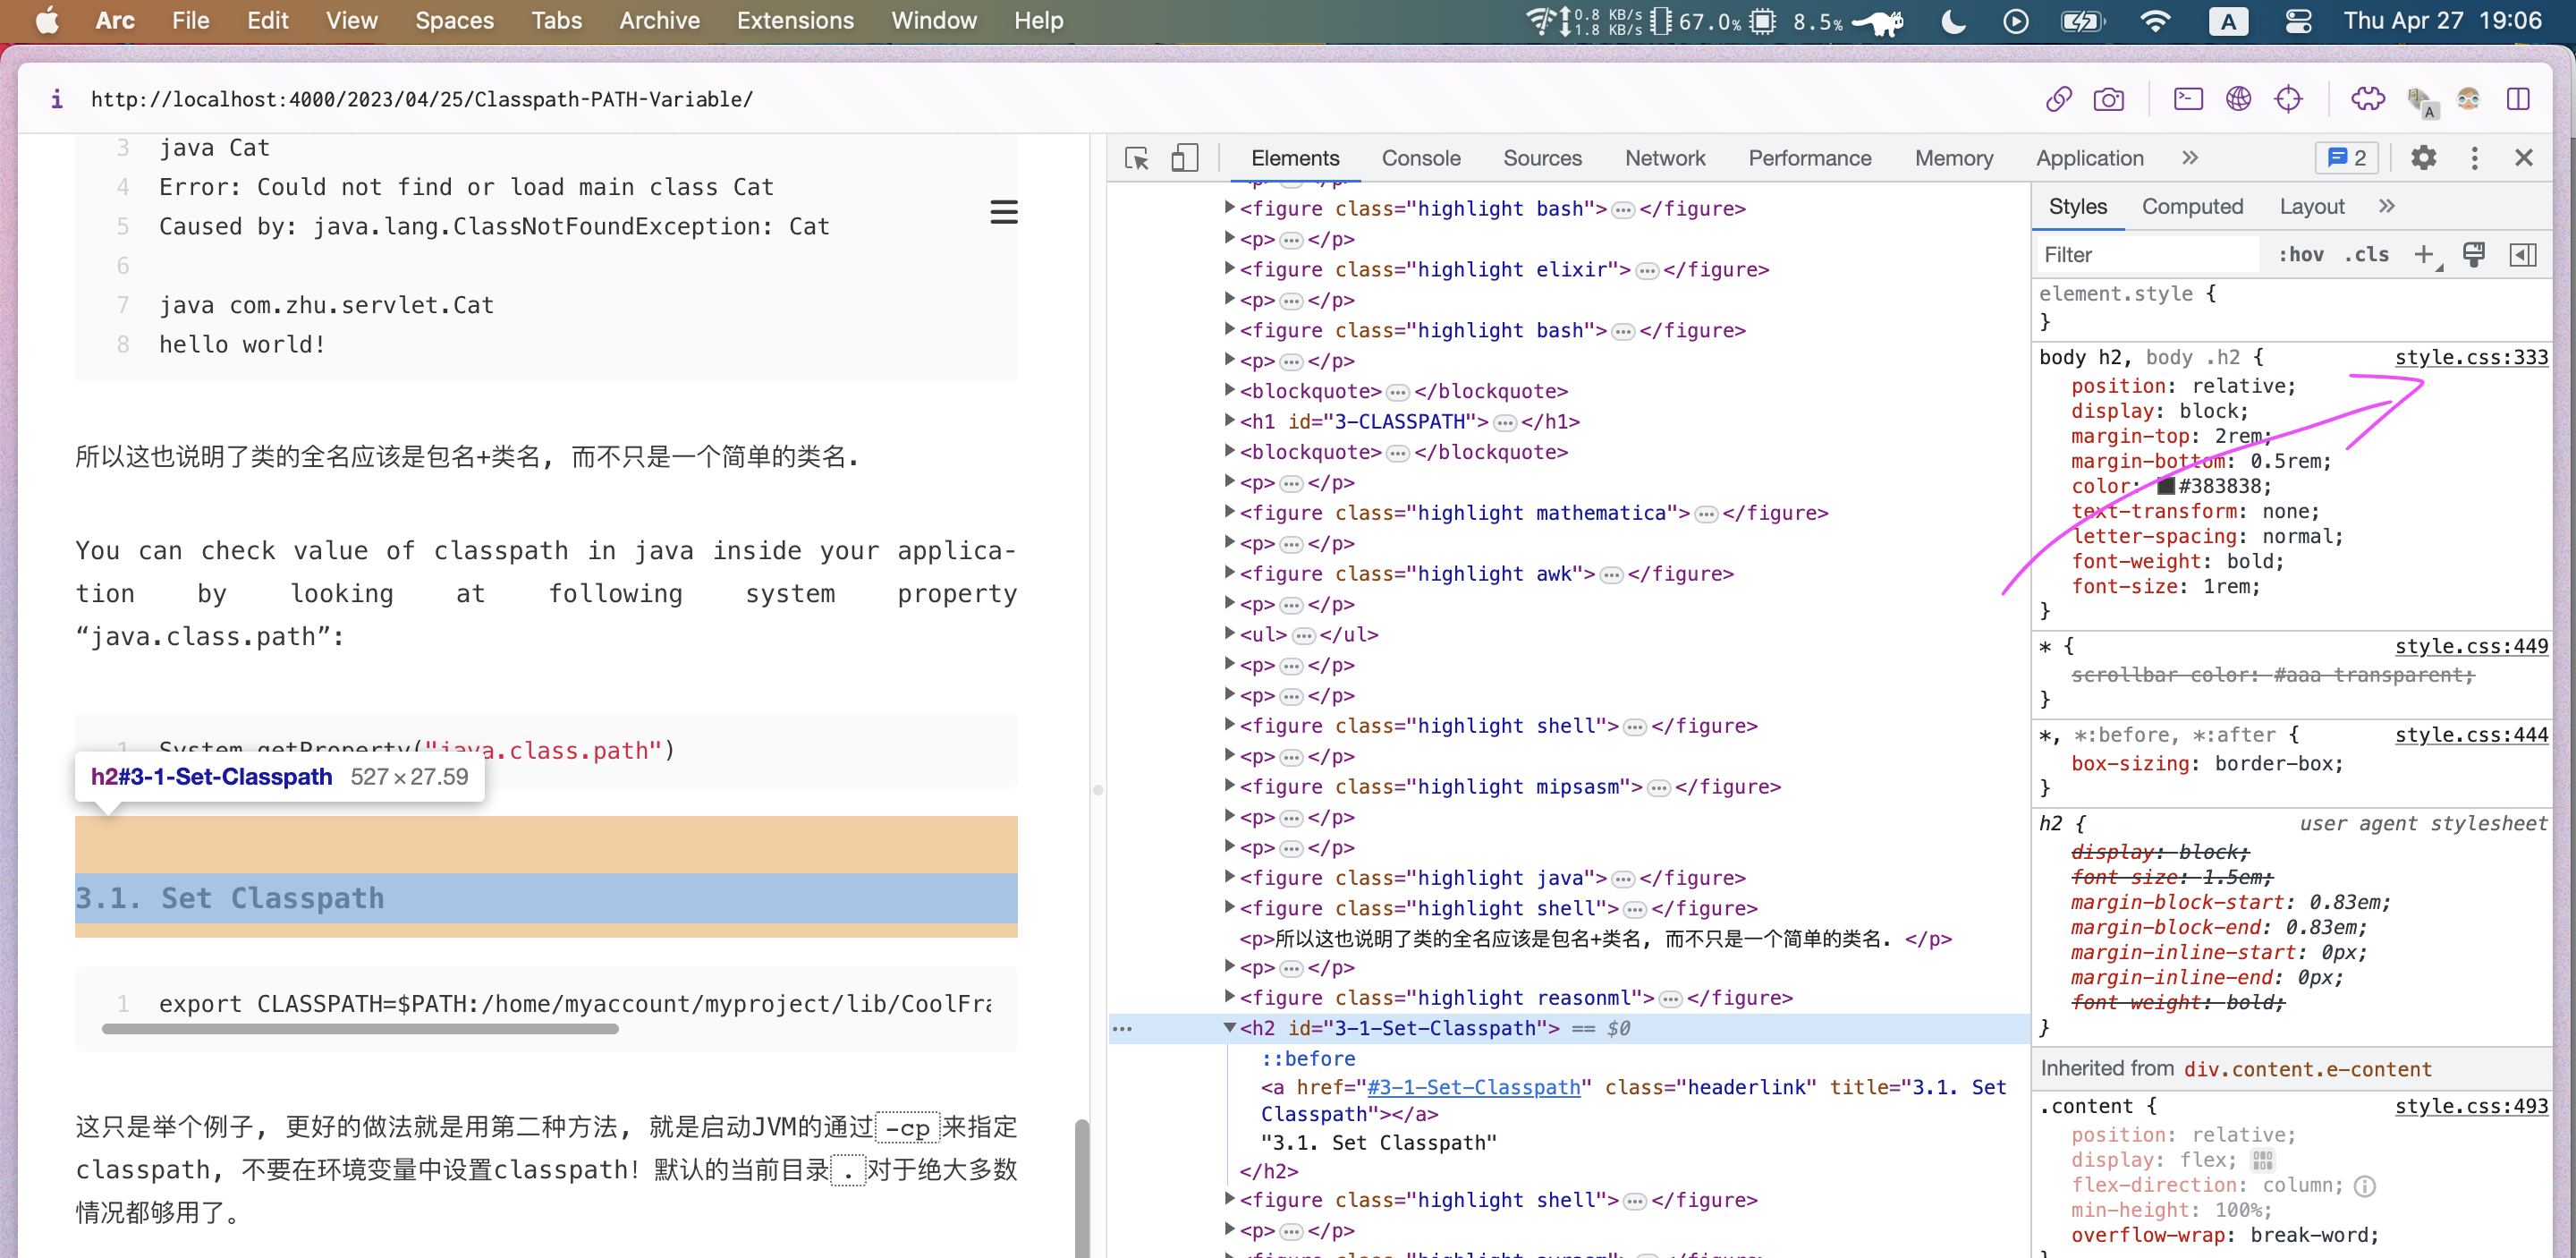 Arc File Edit View Spaces Tabs Archive Extensions Window Help
0.8 KB/s
1.8 KB/s
67.0% 8.5% A Thu Apr 27 19:06
i http://localhost:4000/2023/04/25/Classpath-PATH-Variable/
3 java Cat
4 Error: Could not find or load main class Cat
5 Caused by: java.lang.ClassNotFoundException: Cat
6
7 java com.zhu.servlet.Cat
8 hello world!
所以这也说明了类的全名应该是包名+类名, 而不只是一个简单的类名.
You can check value of classpath in java inside your applica-
tion by looking at following system property
“java.class.path”:
1 System.getProperty("java.class.path")
h2#3-1-Set-Classpath 527 × 27.59
3.1. Set Classpath
1 export CLASSPATH=$PATH:/home/myaccount/myproject/lib/CoolFra
这只是举个例子, 更好的做法就是用第二种方法, 就是启动JVM的通过 -cp 来指定
classpath, 不要在环境变量中设置classpath! 默认的当前目录 . 对于绝大多数
情况都够用了。
Elements Console Sources Network Performance Memory Application » 2
<figure class="highlight bash">…</figure>
<p>…</p>
<figure class="highlight elixir">…</figure>
<p>…</p>
<figure class="highlight bash">…</figure>
<p>…</p>
<blockquote>…</blockquote>
<h1 id="3-CLASSPATH">…</h1>
<blockquote>…</blockquote>
<p>…</p>
<figure class="highlight mathematica">…</figure>
<p>…</p>
<figure class="highlight awk">…</figure>
<p>…</p>
<ul>…</ul>
<p>…</p>
<p>…</p>
<figure class="highlight shell">…</figure>
<p>…</p>
<figure class="highlight mipsasm">…</figure>
<p>…</p>
<p>…</p>
<figure class="highlight java">…</figure>
<figure class="highlight shell">…</figure>
<p>所以这也说明了类的全名应该是包名+类名, 而不只是一个简单的类名. </p>
<p>…</p>
<figure class="highlight reasonml">…</figure>
… <h2 id="3-1-Set-Classpath"> == $0
::before
<a href="#3-1-Set-Classpath" class="headerlink" title="3.1. Set
Classpath"></a>
"3.1. Set Classpath"
</h2>
<figure class="highlight shell">…</figure>
<p>…</p>
Styles Computed Layout »
Filter :hov .cls +
element.style {
}
body h2, body .h2 { style.css:333
position: relative;
display: block;
margin-top: 2rem;
margin-bottom: 0.5rem;
color: #383838;
text-transform: none;
letter-spacing: normal;
font-weight: bold;
font-size: 1rem;
}
* { style.css:449
scrollbar-color: #aaa transparent;
}
*, *:before, *:after { style.css:444
box-sizing: border-box;
}
h2 { user agent stylesheet
display: block;
font-size: 1.5em;
margin-block-start: 0.83em;
margin-block-end: 0.83em;
margin-inline-start: 0px;
margin-inline-end: 0px;
font-weight: bold;
}
Inherited from div.content.e-content
.content { style.css:493
position: relative;
display: flex;
flex-direction: column;
min-height: 100%;
overflow-wrap: break-word;